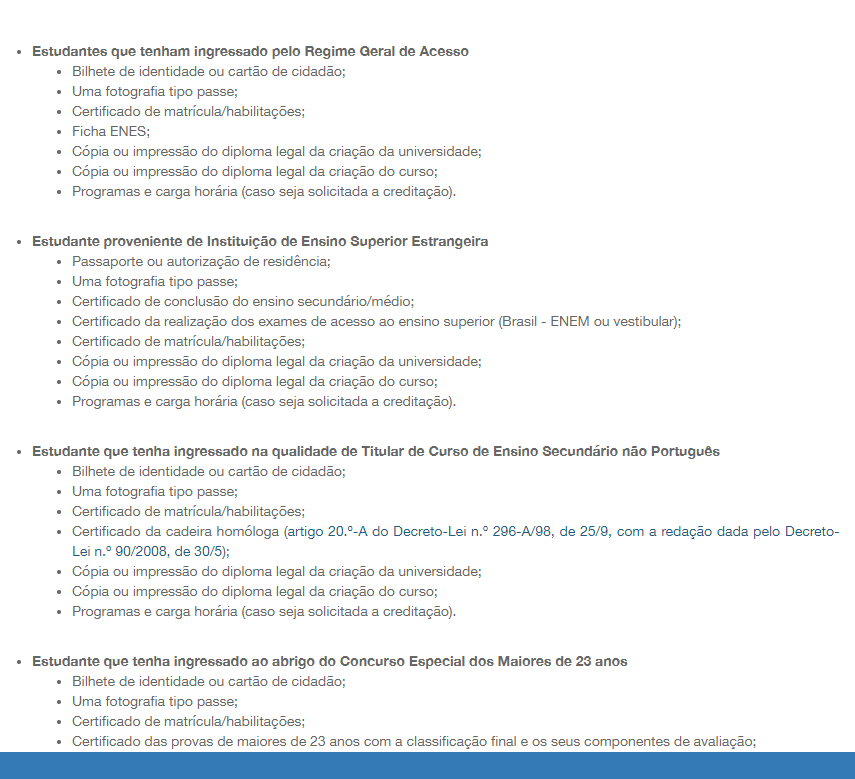 • Estudantes que tenham ingressado pelo Regime Geral de Acesso
• Bilhete de identidade ou cartão de cidadão;
• Uma fotografia tipo passe;
• Certificado de matrícula/habilitações;
• Ficha ENES;
• Cópia ou impressão do diploma legal da criação da universidade;
• Cópia ou impressão do diploma legal da criação do curso;
• Programas e carga horária (caso seja solicitada a creditação).
• Estudante proveniente de Instituição de Ensino Superior Estrangeira
• Passaporte ou autorização de residência;
• Uma fotografia tipo passe;
• Certificado de conclusão do ensino secundário/médio;
• Certificado da realização dos exames de acesso ao ensino superior (Brasil - ENEM ou vestibular);
• Certificado de matrícula/habilitações;
• Cópia ou impressão do diploma legal da criação da universidade;
• Cópia ou impressão do diploma legal da criação do curso;
• Programas e carga horária (caso seja solicitada a creditação).
• Estudante que tenha ingressado na qualidade de Titular de Curso de Ensino Secundário não Português
• Bilhete de identidade ou cartão de cidadão;
• Uma fotografia tipo passe;
• Certificado de matrícula/habilitações;
• Certificado da cadeira homóloga (artigo 20.º-A do Decreto-Lei n.º 296-A/98, de 25/9, com a redação dada pelo Decreto-
Lei n.º 90/2008, de 30/5);
• Cópia ou impressão do diploma legal da criação da universidade;
• Cópia ou impressão do diploma legal da criação do curso;
• Programas e carga horária (caso seja solicitada a creditação).
• Estudante que tenha ingressado ao abrigo do Concurso Especial dos Maiores de 23 anos
• Bilhete de identidade ou cartão de cidadão;
• Uma fotografia tipo passe;
• Certificado de matrícula/habilitações;
• Certificado das provas de maiores de 23 anos com a classificação final e os seus componentes de avaliação;